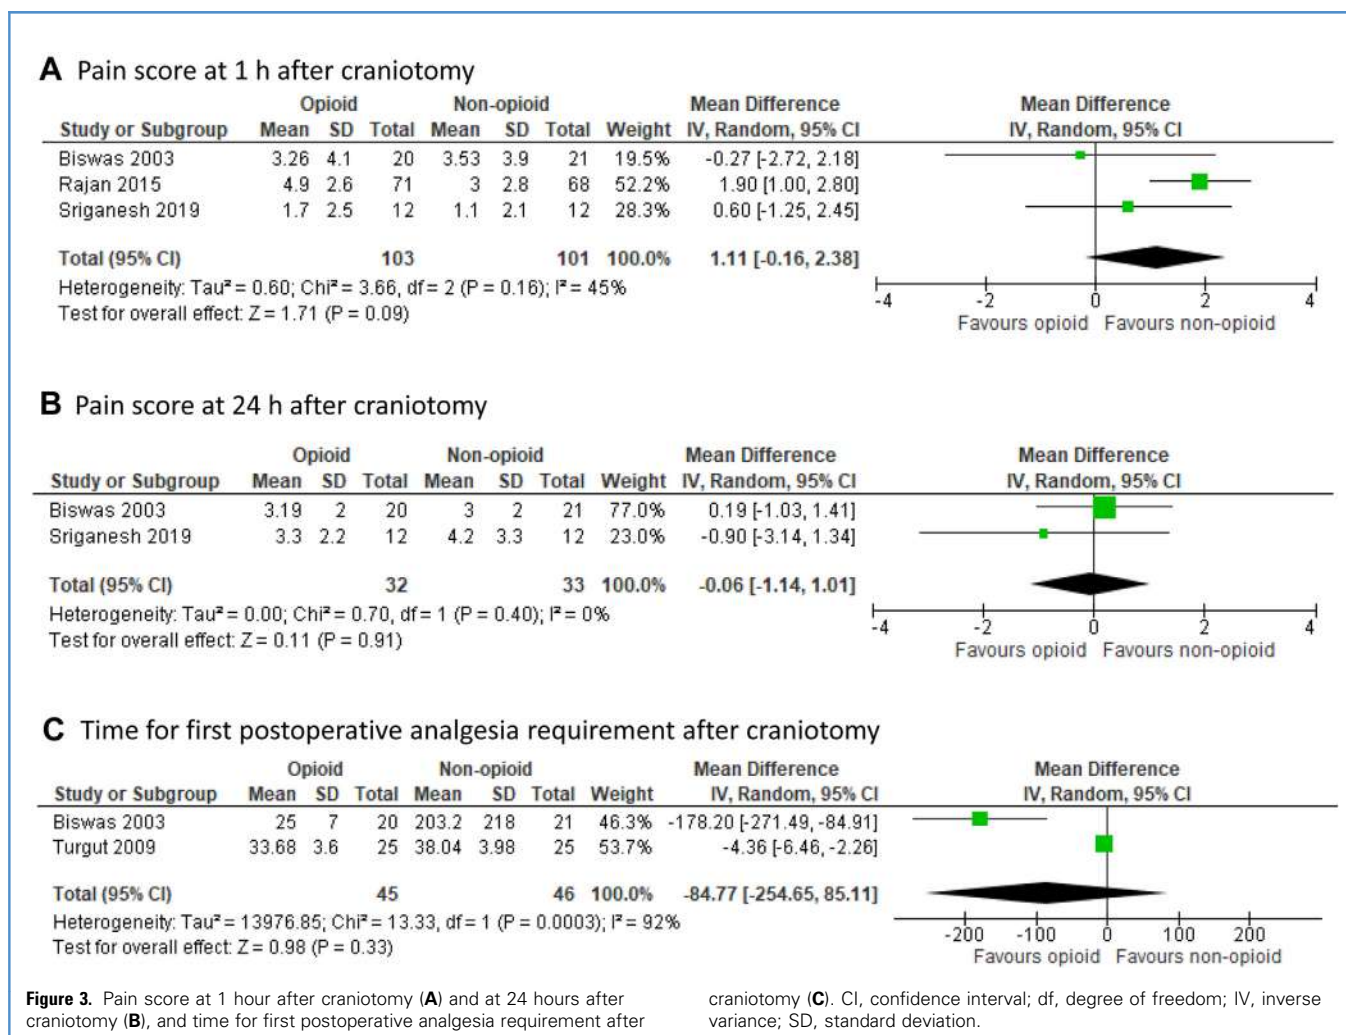 A Pain score at 1 h after craniotomy
Opioid Non-opioid Mean Difference Mean Difference
Study or Subgroup Mean SD Total Mean SD Total Weight IV, Random, 95% CI IV, Random, 95% CI
Biswas 2003 3.26 4.1 20 3.53 3.9 21 19.5% -0.27 [-2.72, 2.18]
Rajan 2015 4.9 2.6 71 3 2.8 68 52.2% 1.90 [1.00, 2.80]
Sriganesh 2019 1.7 2.5 12 1.1 2.1 12 28.3% 0.60 [-1.25, 2.45]
Total (95% CI) 103 101 100.0% 1.11 [-0.16, 2.38]
Heterogeneity: Tau² = 0.60; Chi² = 3.66, df = 2 (P = 0.16); I² = 45%
Test for overall effect: Z = 1.71 (P = 0.09)
-4 -2 0 2 4
Favours opioid Favours non-opioid
B Pain score at 24 h after craniotomy
Opioid Non-opioid Mean Difference Mean Difference
Study or Subgroup Mean SD Total Mean SD Total Weight IV, Random, 95% CI IV, Random, 95% CI
Biswas 2003 3.19 2 20 3 2 21 77.0% 0.19 [-1.03, 1.41]
Sriganesh 2019 3.3 2.2 12 4.2 3.3 12 23.0% -0.90 [-3.14, 1.34]
Total (95% CI) 32 33 100.0% -0.06 [-1.14, 1.01]
Heterogeneity: Tau² = 0.00; Chi² = 0.70, df = 1 (P = 0.40); I² = 0%
Test for overall effect: Z = 0.11 (P = 0.91)
-4 -2 0 2 4
Favours opioid Favours non-opioid
C Time for first postoperative analgesia requirement after craniotomy
Opioid Non-opioid Mean Difference Mean Difference
Study or Subgroup Mean SD Total Mean SD Total Weight IV, Random, 95% CI IV, Random, 95% CI
Biswas 2003 25 7 20 203.2 218 21 46.3% -178.20 [-271.49, -84.91]
Turgut 2009 33.68 3.6 25 38.04 3.98 25 53.7% -4.36 [-6.46, -2.26]
Total (95% CI) 45 46 100.0% -84.77 [-254.65, 85.11]
Heterogeneity: Tau² = 13976.85; Chi² = 13.33, df = 1 (P = 0.0003); I² = 92%
Test for overall effect: Z = 0.98 (P = 0.33)
-200 -100 0 100 200
Favours opioid Favours non-opioid
Figure 3. Pain score at 1 hour after craniotomy (A) and at 24 hours after
craniotomy (B), and time for first postoperative analgesia requirement after
craniotomy (C). CI, confidence interval; df, degree of freedom; IV, inverse
variance; SD, standard deviation.